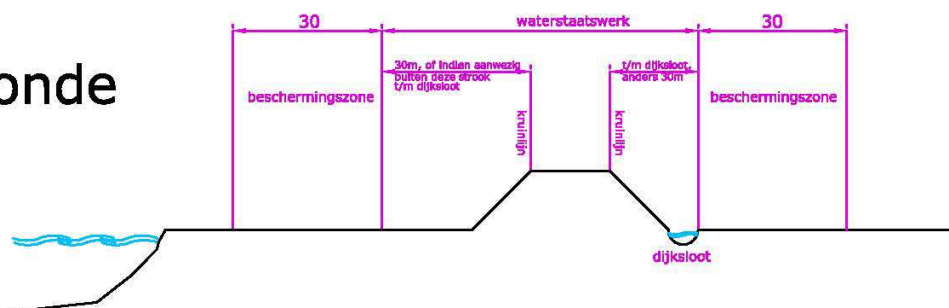 30
waterstaatswerk
30
onde
30m, of indien aanwezig
buiten deze strook
t/m dijksloot
t/m dijksloot,
anders 30m
beschermingszone
beschermingszone
kruinlijn
kruinlijn
dijksloot